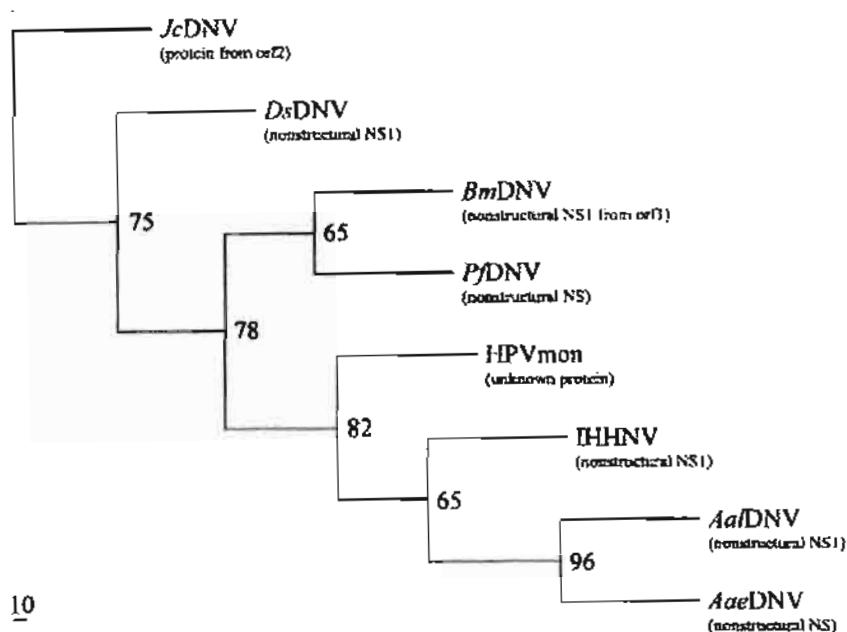 JcDNV
(protein from orf2)
DsDNV
(nonstructural NS1)
BmDNV
(nonstructural NS1 from orf1)
75
65
PfDNV
(nonstructural NS)
78
HPVmon
(unknown protein)
82
IHHNV
(nonstructural NS1)
65
AalDNV
(nonstructural NS1)
96
AaeDNV
(nonstructural NS)
10